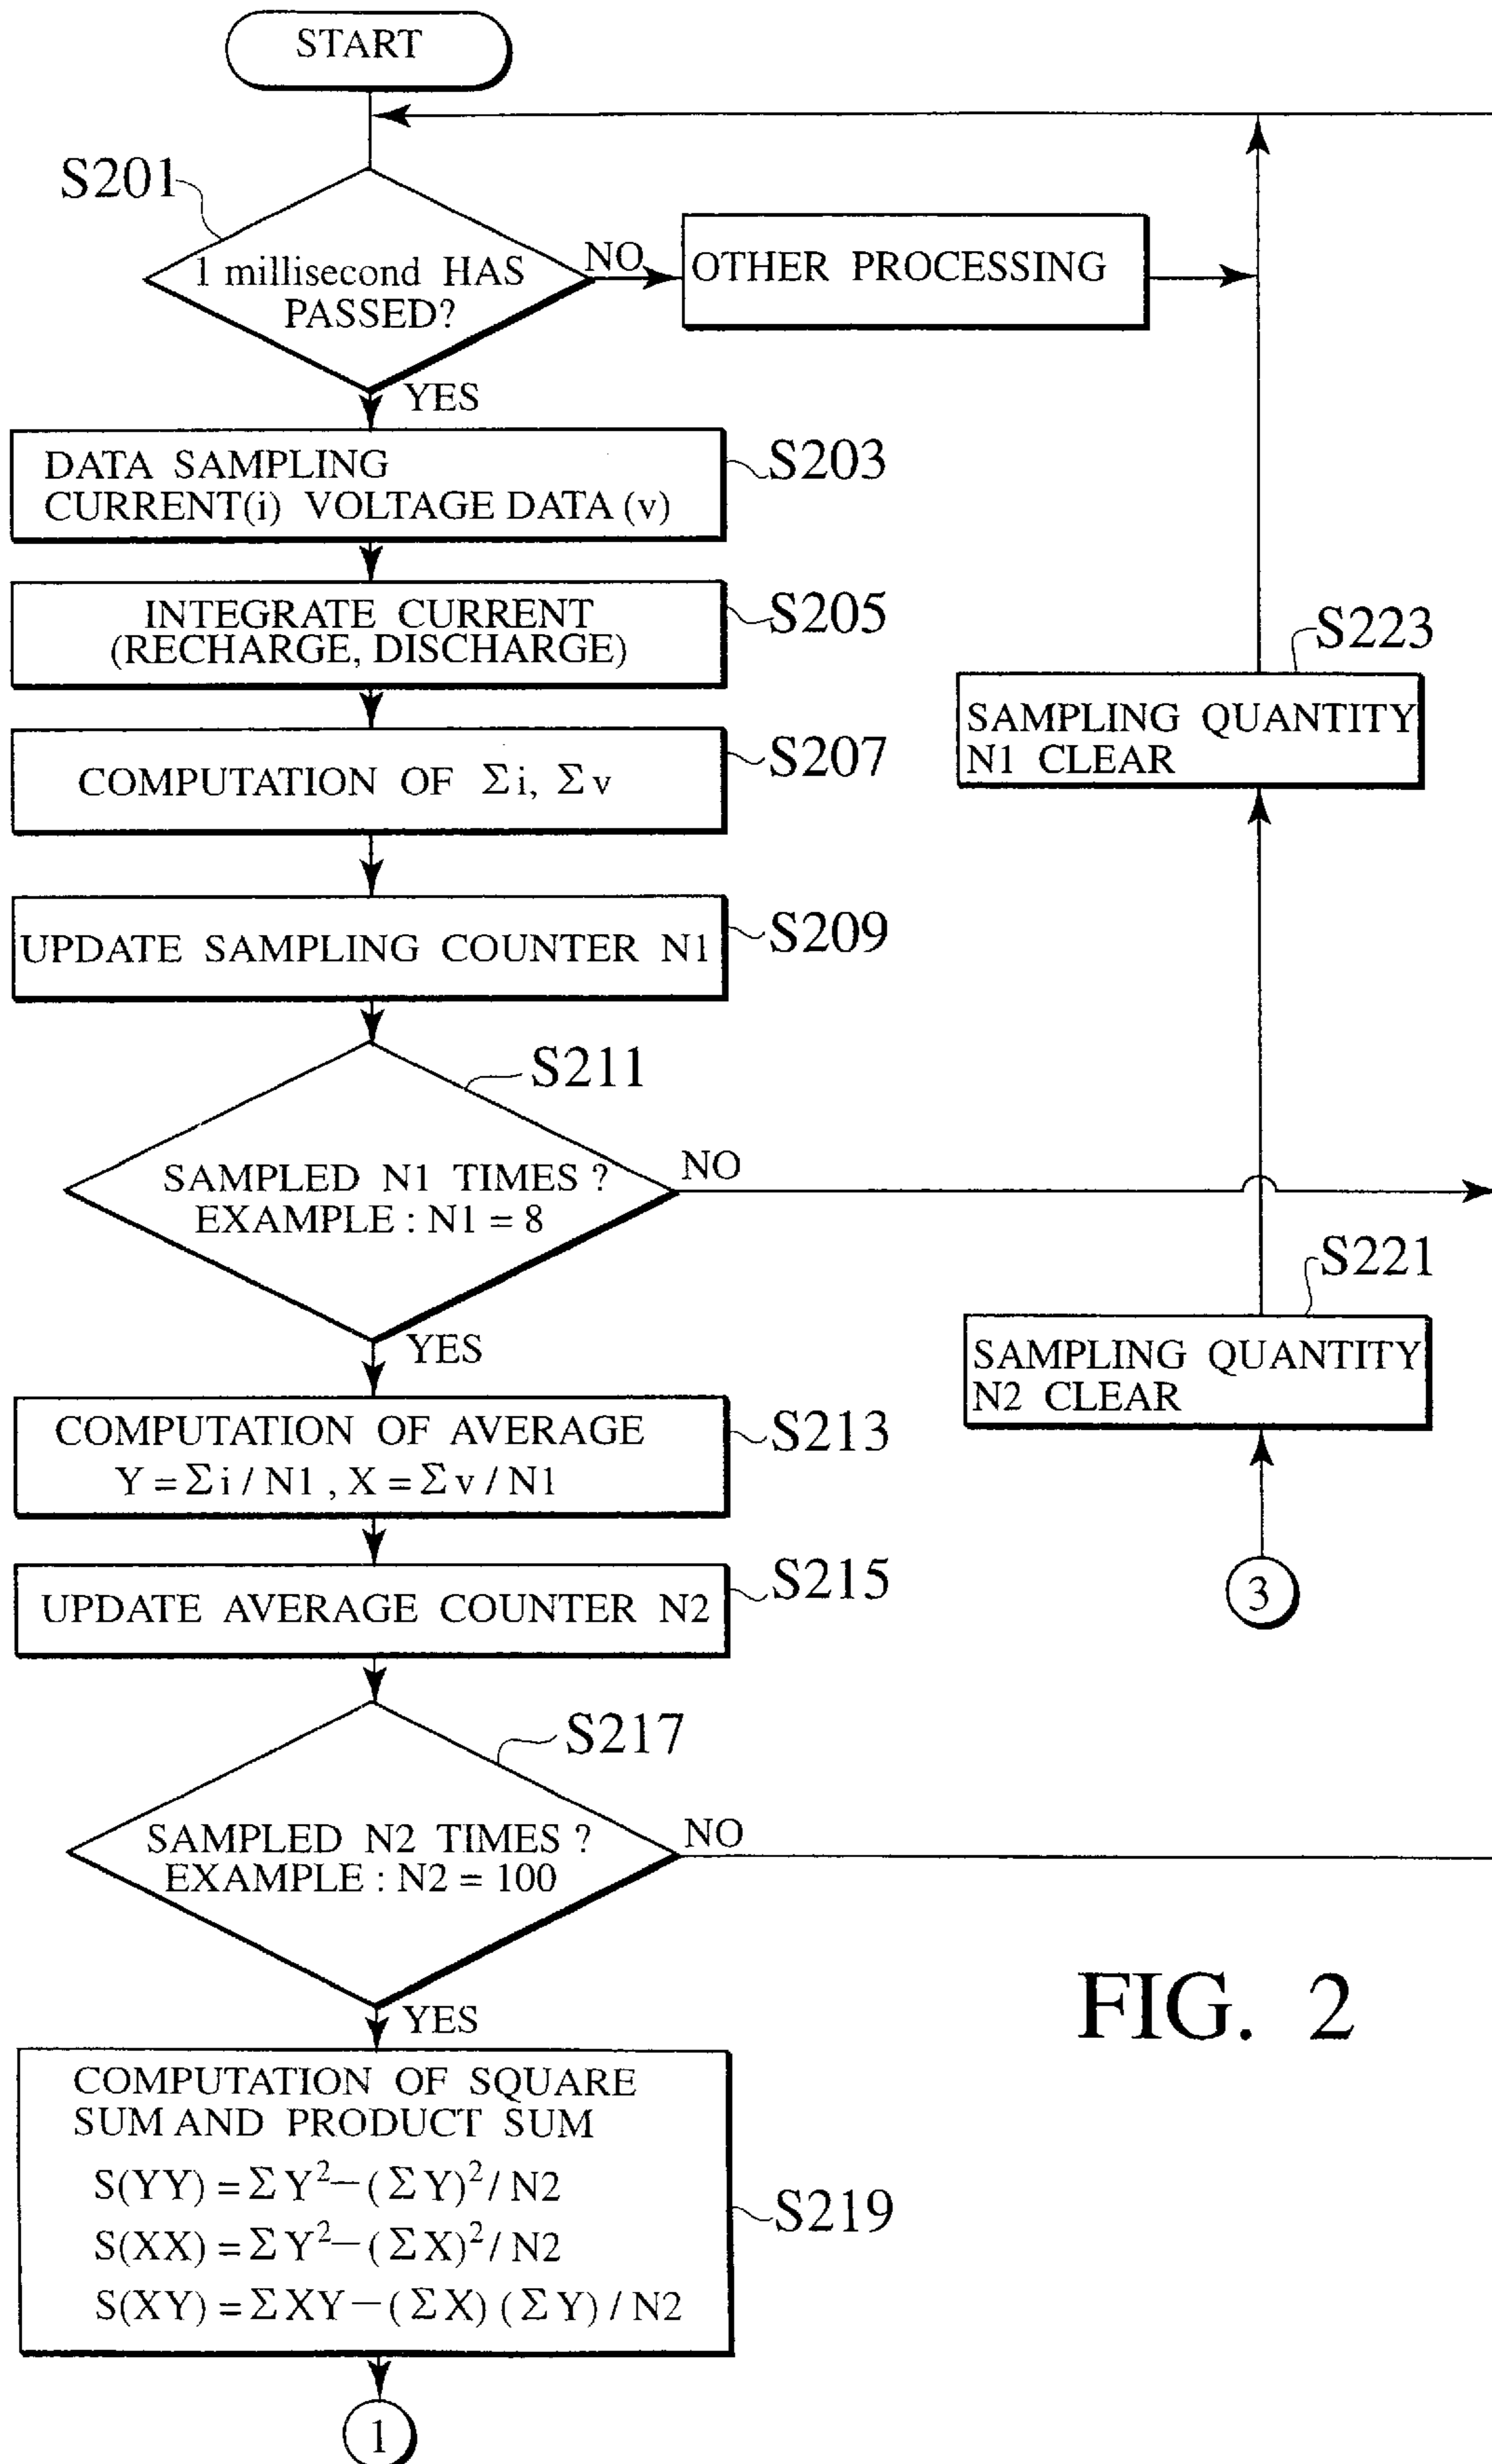 START
S201
1 millisecond HAS
PASSED?
NO
OTHER PROCESSING
YES
DATA SAMPLING
CURRENT(i) VOLTAGE DATA (v)
S203
INTEGRATE CURRENT
(RECHARGE, DISCHARGE)
S205
S223
SAMPLING QUANTITY
N1 CLEAR
COMPUTATION OF Σi, Σv
S207
UPDATE SAMPLING COUNTER N1
S209
S211
SAMPLED N1 TIMES ?
EXAMPLE : N1 = 8
NO
YES
S221
SAMPLING QUANTITY
N2 CLEAR
COMPUTATION OF AVERAGE
Y = Σi / N1 , X = Σv / N1
S213
UPDATE AVERAGE COUNTER N2
S215
3
S217
SAMPLED N2 TIMES ?
EXAMPLE : N2 = 100
NO
YES
FIG. 2
COMPUTATION OF SQUARE
SUM AND PRODUCT SUM
S(YY) = ΣY²−(ΣY)²/ N2
S(XX) = ΣY²−(ΣX)²/ N2
S(XY) = ΣXY−(ΣX) (ΣY) / N2
S219
1